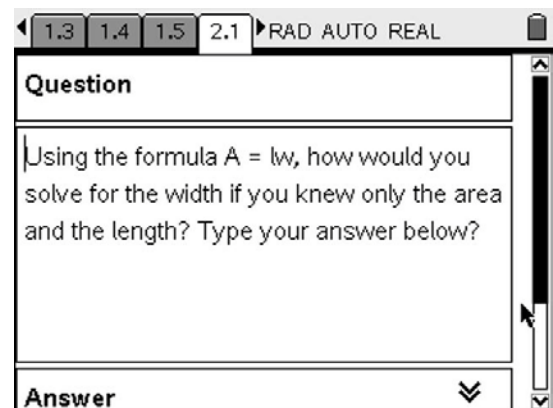 1.3 1.4 1.5 2.1 RAD AUTO REAL
Question
Using the formula A = lw, how would you
solve for the width if you knew only the area
and the length? Type your answer below?
Answer